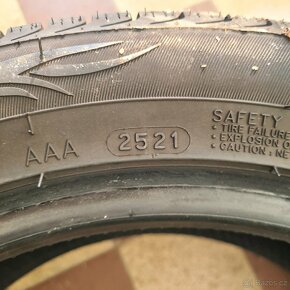 AAA
2521
SAFETY
• TIRE FAILURE
• EXPLOSION O
• CAUTION: NE